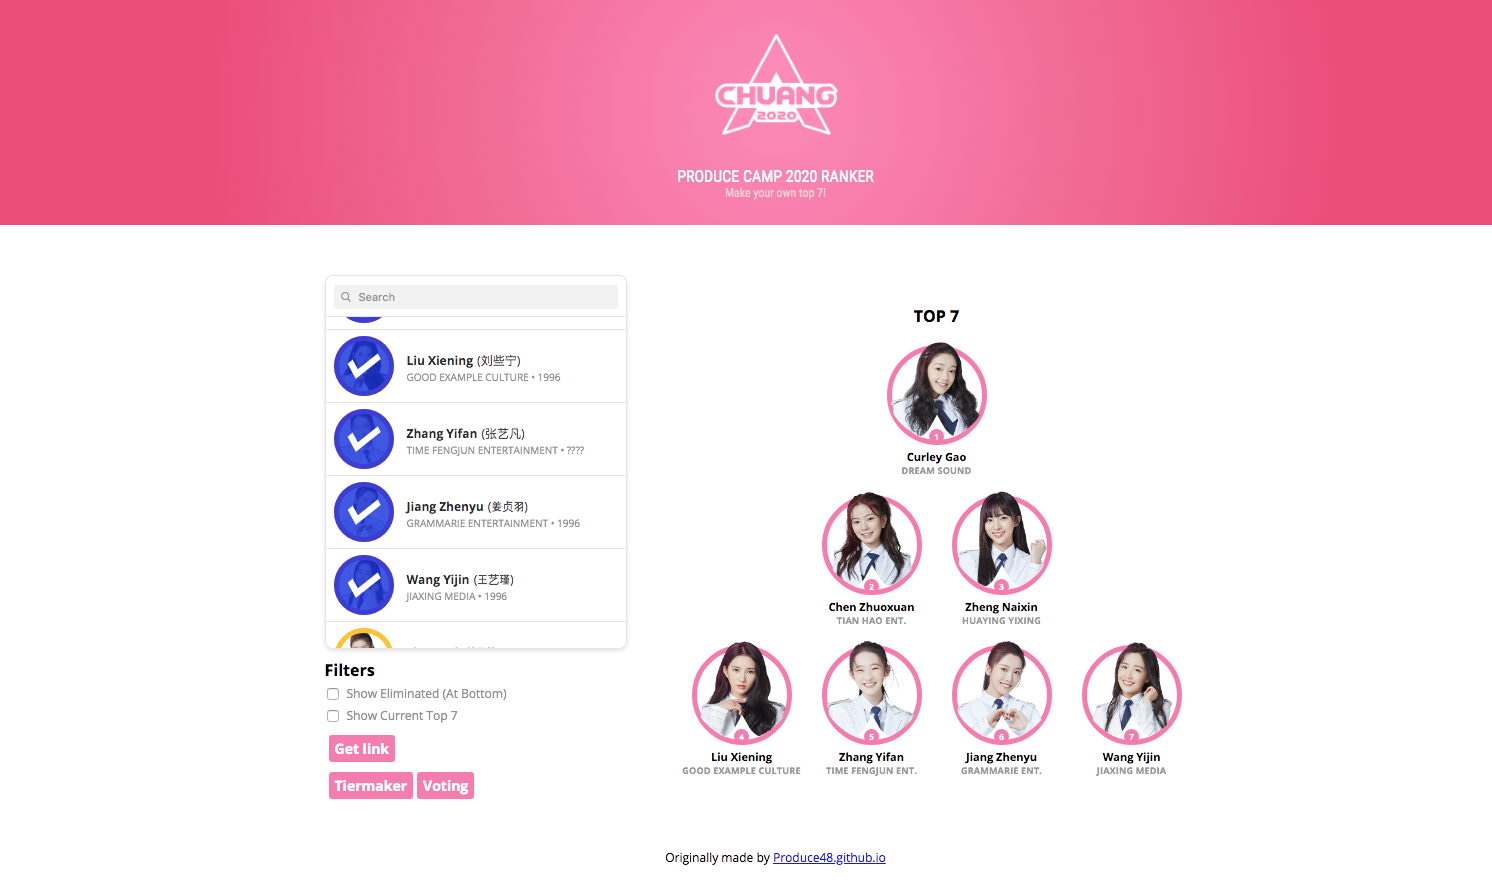 CHUANG
2020
PRODUCE CAMP 2020 RANKER
Make your own top 7!
Search
Liu Xiening (刘些宁)
GOOD EXAMPLE CULTURE • 1996
Zhang Yifan (张艺凡)
TIME FENGJUN ENTERTAINMENT • ????
Jiang Zhenyu (姜贞羽)
GRAMMARIE ENTERTAINMENT • 1996
Wang Yijin (王艺瑾)
JIAXING MEDIA • 1996
Filters
Show Eliminated (At Bottom)
Show Current Top 7
Get link
Tiermaker
Voting
TOP 7
1
Curley Gao
DREAM SOUND
2
Chen Zhuoxuan
TIAN HAO ENT.
3
Zheng Naixin
HUAYING YIXING
4
Liu Xiening
GOOD EXAMPLE CULTURE
5
Zhang Yifan
TIME FENGJUN ENT.
6
Jiang Zhenyu
GRAMMARIE ENT.
7
Wang Yijin
JIAXING MEDIA
Originally made by Produce48.github.io